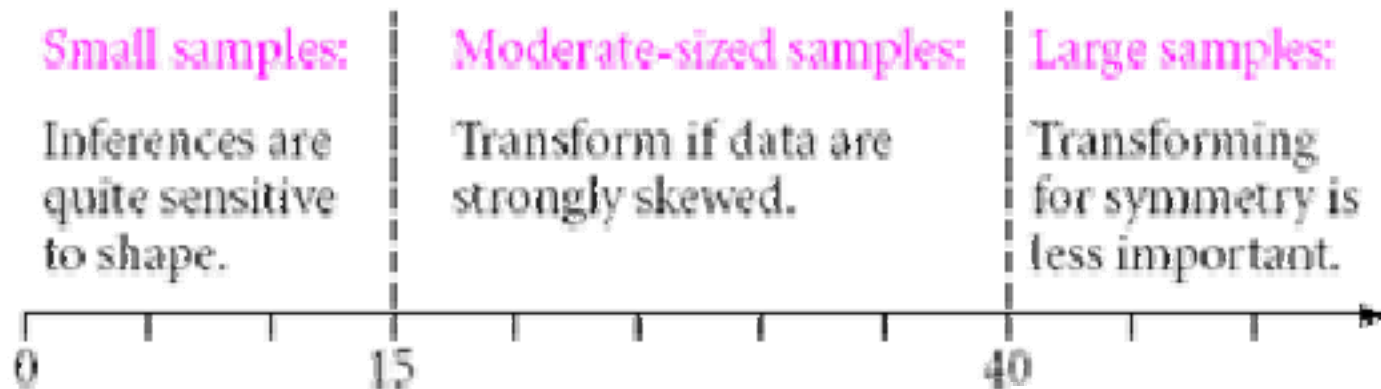 Small samples:
Inferences are
quite sensitive
to shape.
Moderate-sized samples:
Transform if data are
strongly skewed.
Large samples:
Transforming
for symmetry is
less important.
0 15 40